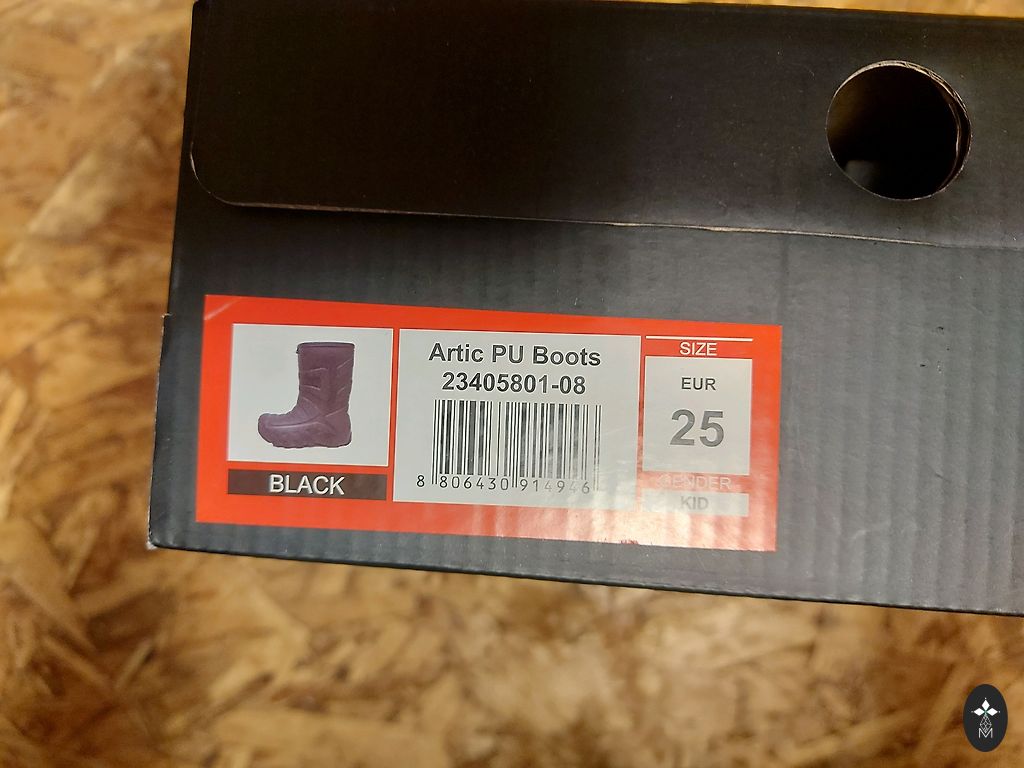 Artic PU Boots
23405801-08
8 806430 914946
BLACK
SIZE
EUR
25
GENDER
KID
M